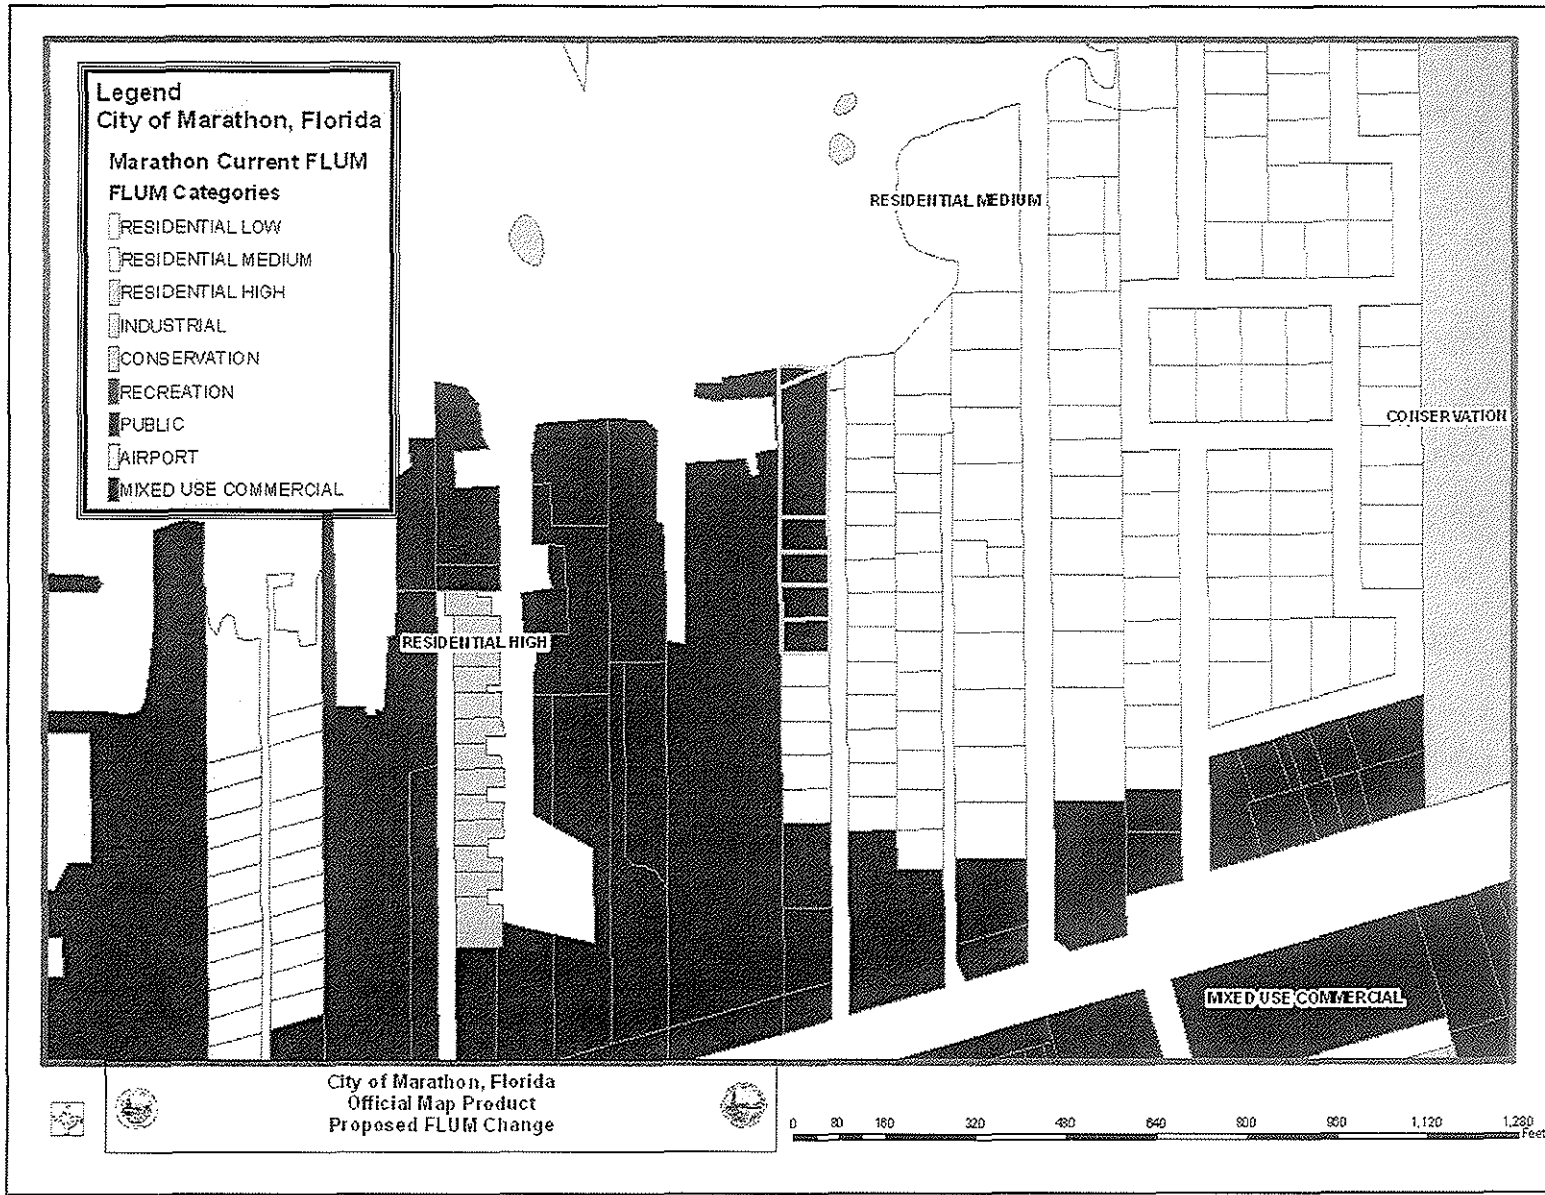 Legend
City of Marathon, Florida
Marathon Current FLUM
FLUM Categories
RESIDENTIAL LOW
RESIDENTIAL MEDIUM
RESIDENTIAL HIGH
INDUSTRIAL
CONSERVATION
RECREATION
PUBLIC
AIRPORT
MIXED USE COMMERCIAL
RESIDENTIAL MEDIUM
CONSERVATION
RESIDENTIAL HIGH
MIXED USE COMMERCIAL
City of Marathon, Florida
Official Map Product
Proposed FLUM Change
0 80 160 320 480 640 800 960 1,120 1,280
Feet